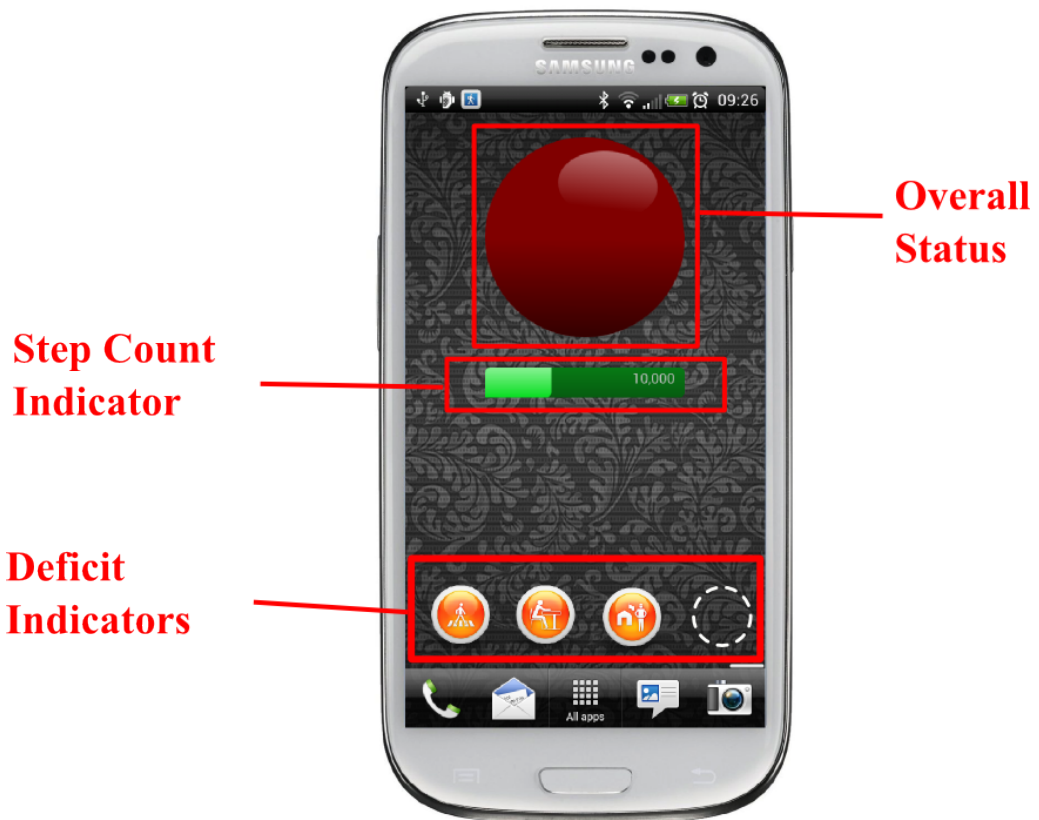 SAMSUNG
09:26
Overall
Status
Step Count
Indicator
10,000
Deficit
Indicators
All apps